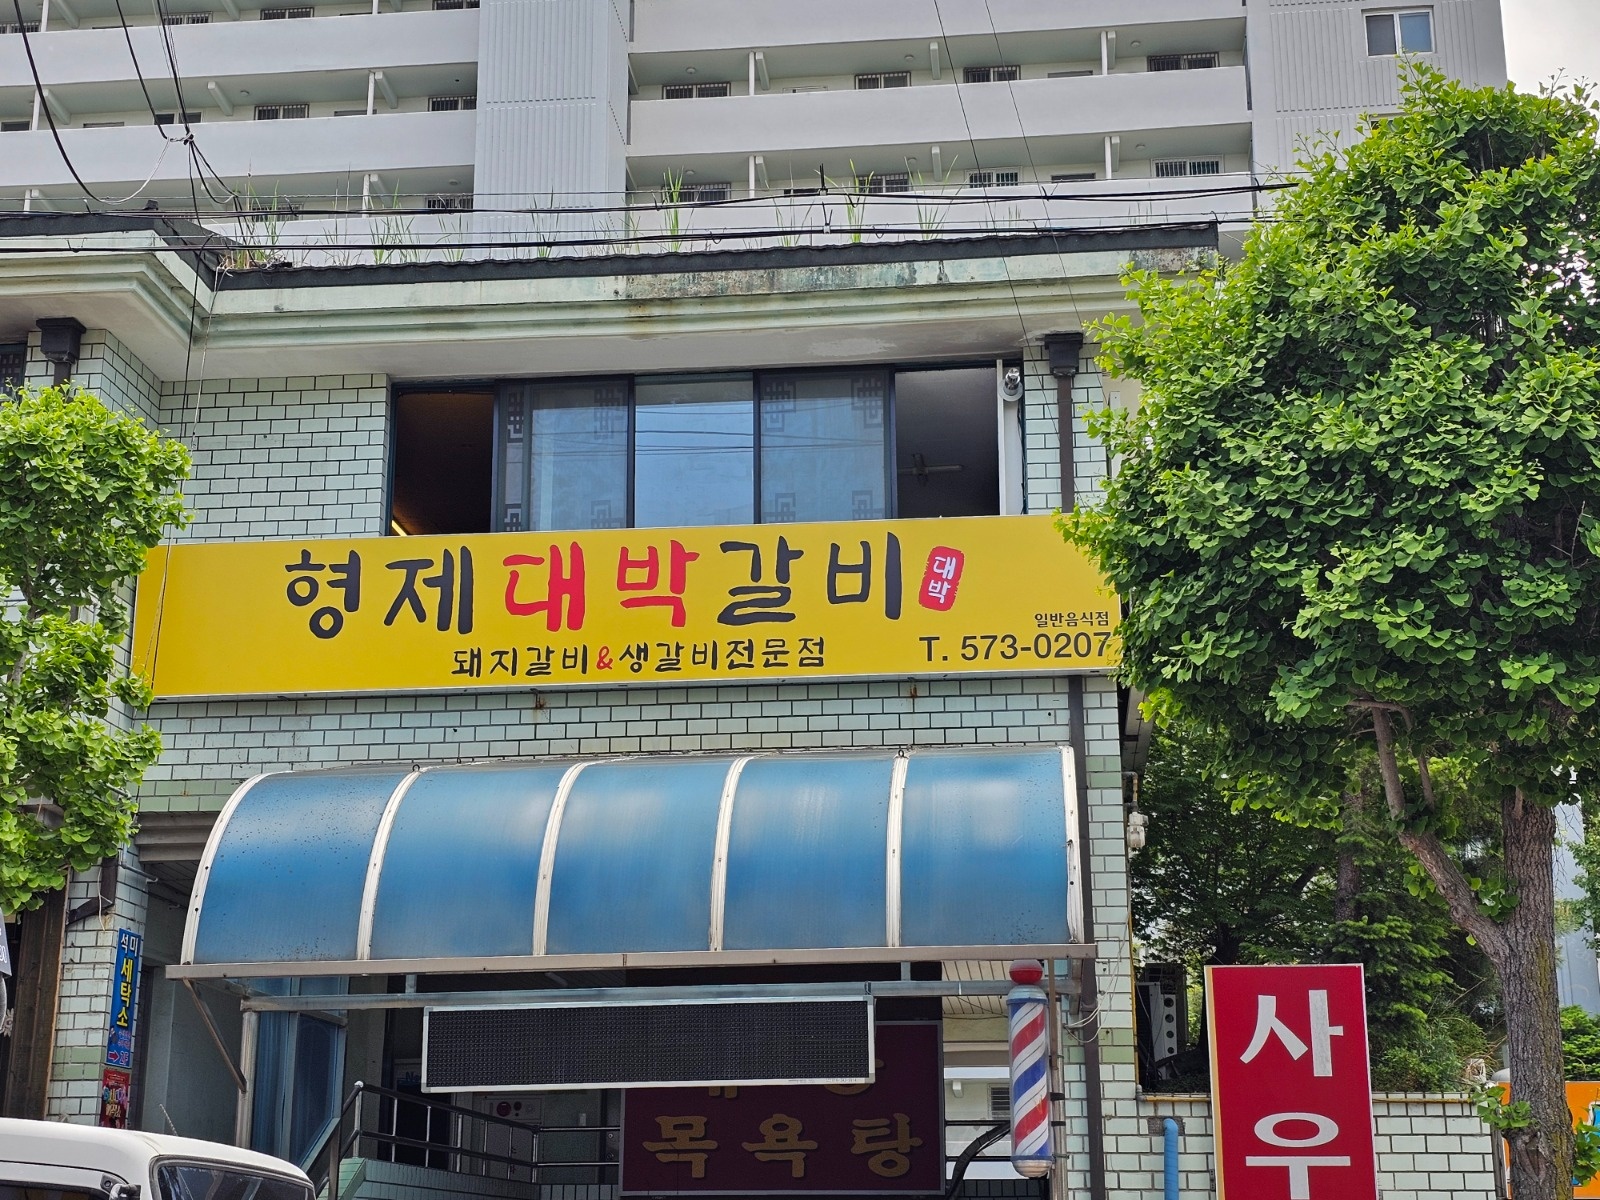 형제대박갈비
대박
일반음식점
돼지갈비&생갈비전문점
T. 573-0207
석미
세탁소
목욕탕
사우